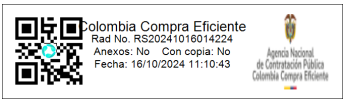 Colombia Compra Eficiente
Rad No. RS20241016014224
Anexos: No Con copia: No
Fecha: 16/10/2024 11:10:43
Agencia Nacional
de Contratación Pública
Colombia Compra Eficiente